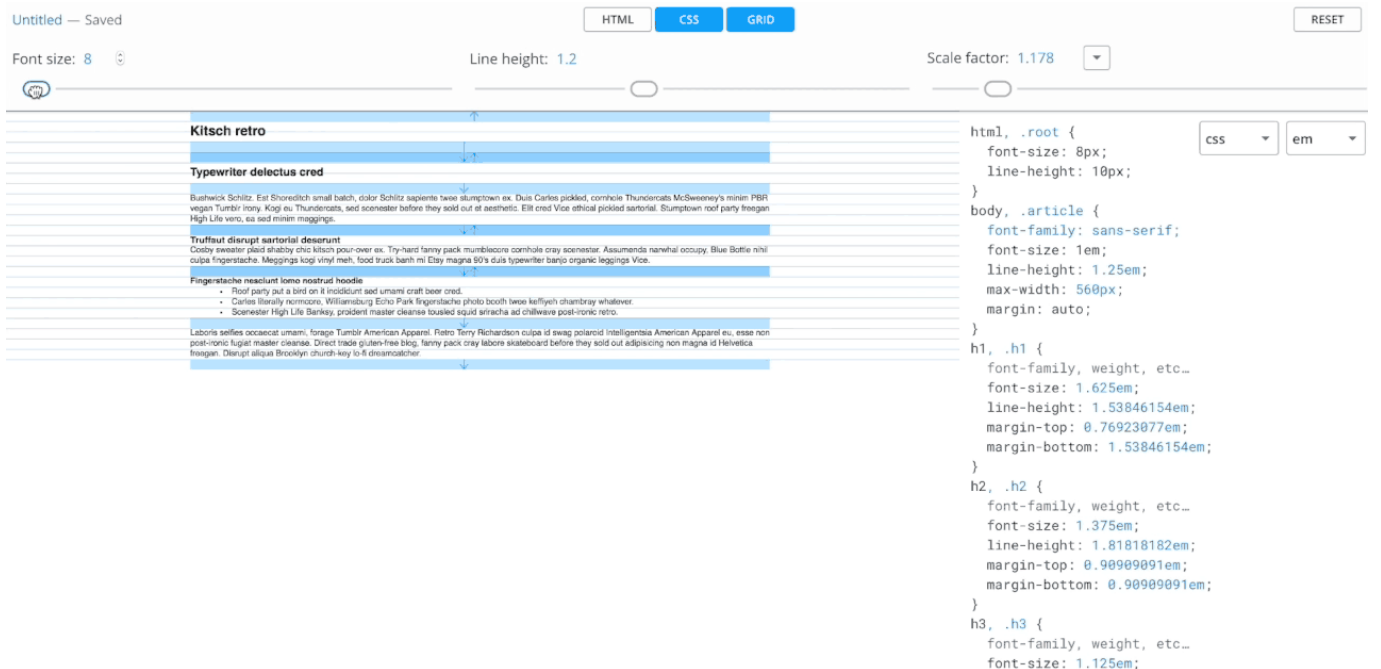 Untitled — Saved
HTML
CSS
GRID
RESET
Font size: 8
Line height: 1.2
Scale factor: 1.178
Kitsch retro
Typewriter delectus cred
Bushwick Schlitz. Est Shoreditch small batch, dolor Schlitz sapiente twee stumptown ex. Duis Carles pickled, cornhole Thundercats McSweeney's minim PBR
vegan Tumblr irony. Kogi eu Thundercats, sed scenester before they sold out et aesthetic. Elit cred Vice ethical pickled sartorial. Stumptown roof party freegan
High Life vero, ea sed minim meggings.
Truffaut disrupt sartorial deserunt
Cosby sweater plaid shabby chic kitsch pour-over ex. Try-hard fanny pack mumblecore cornhole cray scenester. Assumenda narwhal occupy, Blue Bottle nihil
culpa fingerstache. Meggings kogi vinyl meh, food truck banh mi Etsy magna 90's duis typewriter banjo organic leggings Vice.
Fingerstache nesciunt lomo nostrud hoodie
• Roof party put a bird on it incididunt sed umami craft beer cred.
• Carles literally normcore, Williamsburg Echo Park fingerstache photo booth twee keffiyeh chambray whatever.
• Scenester High Life Banksy, proident master cleanse tousled squid sriracha ad chillwave post-ironic retro.
Laboris selfies occaecat umami, forage Tumblr American Apparel. Retro Terry Richardson culpa id swag polaroid Intelligentsia American Apparel eu, esse non
post-ironic fugiat master cleanse. Direct trade gluten-free blog, fanny pack cray labore skateboard before they sold out adipisicing non magna id Helvetica
freegan. Disrupt aliqua Brooklyn church-key lo-fi dreamcatcher.
css
em
html, .root {
font-size: 8px;
line-height: 10px;
}
body, .article {
font-family: sans-serif;
font-size: 1em;
line-height: 1.25em;
max-width: 560px;
margin: auto;
}
h1, .h1 {
font-family, weight, etc…
font-size: 1.625em;
line-height: 1.53846154em;
margin-top: 0.76923077em;
margin-bottom: 1.53846154em;
}
h2, .h2 {
font-family, weight, etc…
font-size: 1.375em;
line-height: 1.81818182em;
margin-top: 0.90909091em;
margin-bottom: 0.90909091em;
}
h3, .h3 {
font-family, weight, etc…
font-size: 1.125em;